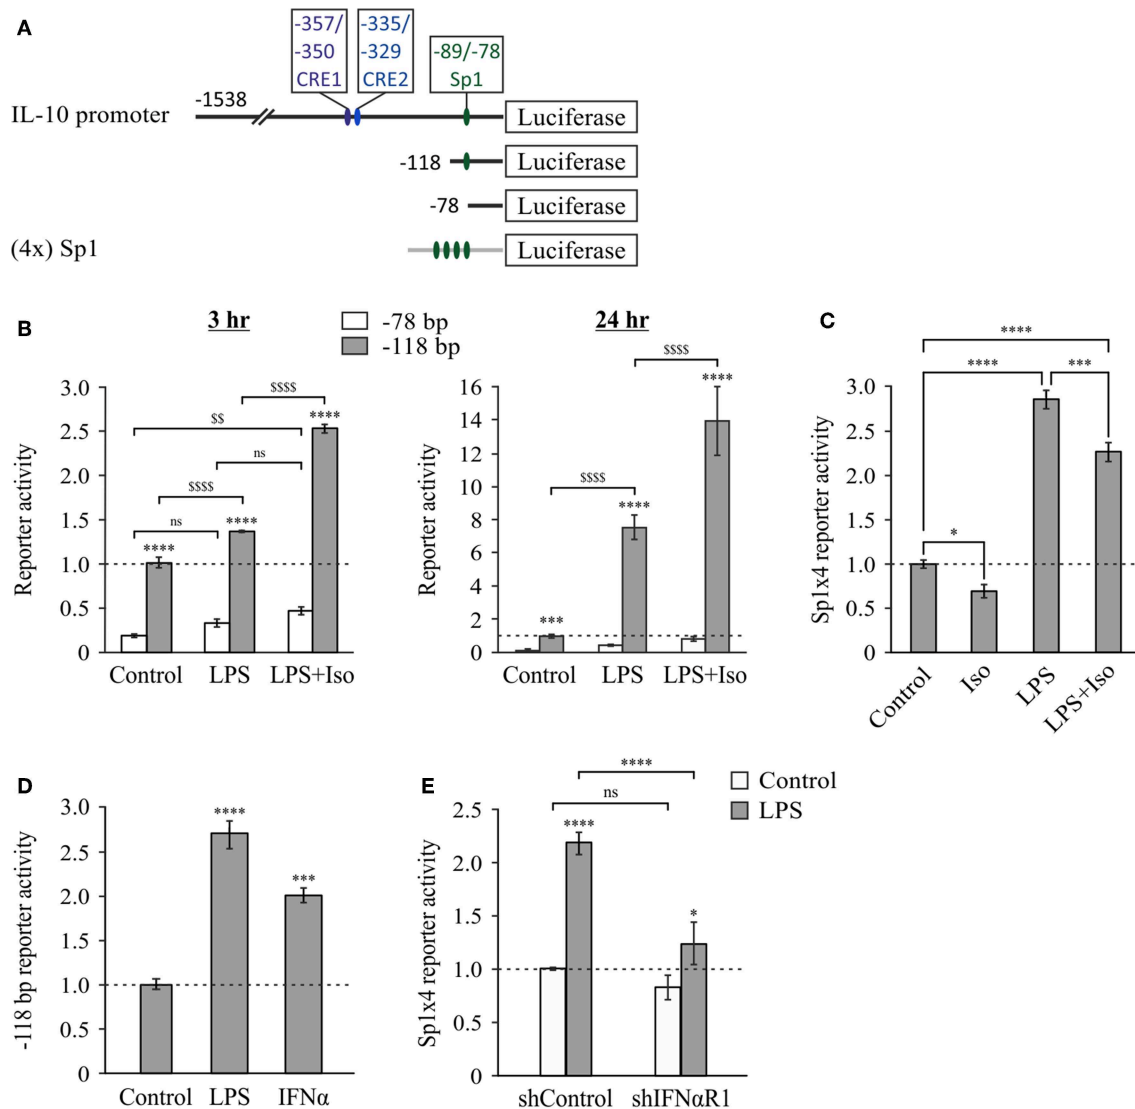 A
-357/
-350
CRE1
-335/
-329
CRE2
-89/-78
Sp1
-1538
IL-10 promoter
Luciferase
-118
Luciferase
-78
Luciferase
(4x) Sp1
Luciferase
B
3 hr
-78 bp
-118 bp
24 hr
Reporter activity
3.0
2.5
2.0
1.5
1.0
0.5
0
$$$$
$$
****
ns
$$$$
ns
****
****
Control
LPS
LPS+Iso
Reporter activity
16
14
12
10
8
6
4
2
0
$$$$
****
$$$$
****
***
Control
LPS
LPS+Iso
C
Sp1x4 reporter activity
3.0
2.5
2.0
1.5
1.0
0.5
0
****
****
***
*
Control
Iso
LPS
LPS+Iso
D
-118 bp reporter activity
3.0
2.5
2.0
1.5
1.0
0.5
0
****
***
Control
LPS
IFNα
E
Control
LPS
Sp1x4 reporter activity
2.5
2.0
1.5
1.0
0.5
0
****
ns
****
*
shControl
shIFNαR1